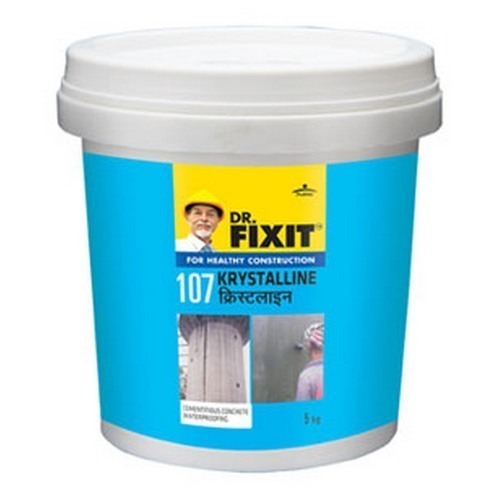 DR.
FiXIT
FOR HEALTHY CONSTRUCTION
107 KRYSTALLINE
क्रिस्टलाइन
CEMENTITIOUS CONCRETE
WATERPROOFING
5 kg